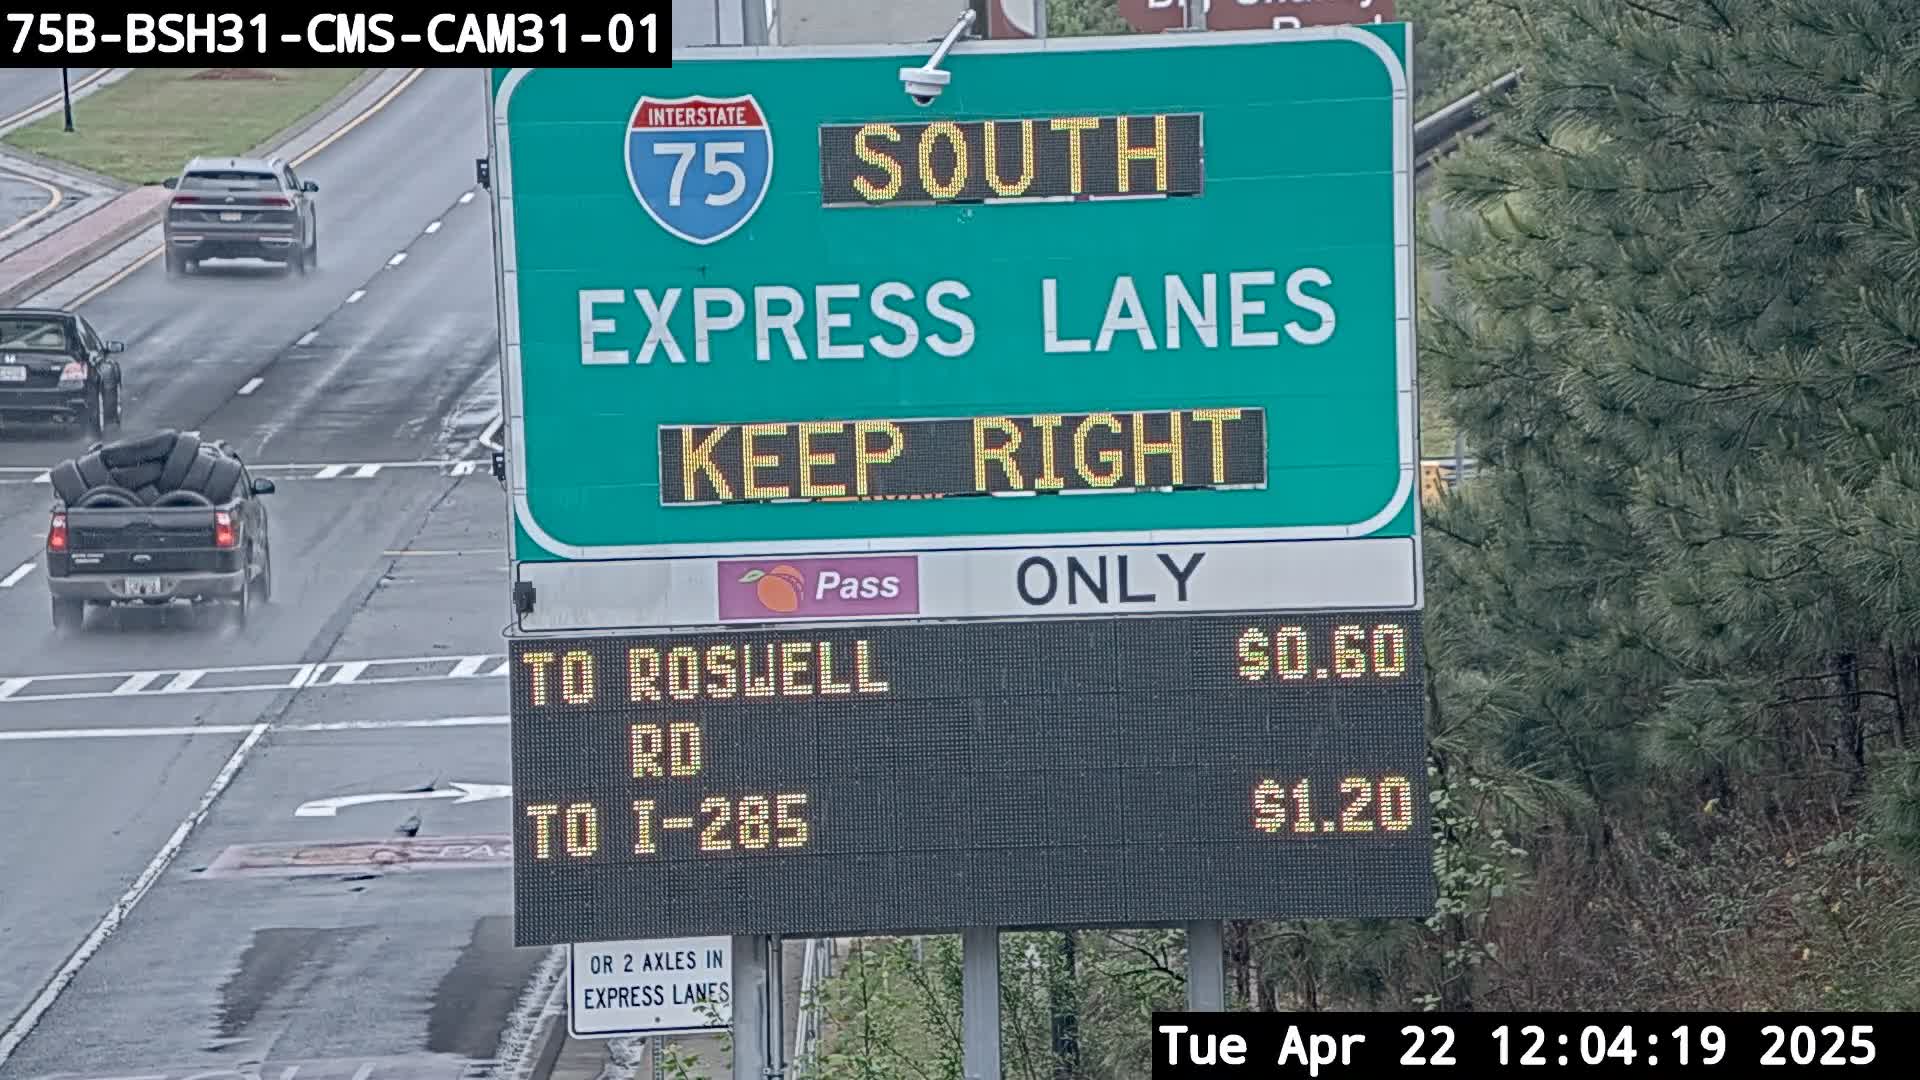 75B-BSH31-CMS-CAM31-01
INTERSTATE
75
SOUTH
EXPRESS LANES
KEEP RIGHT
Pass
ONLY
TO ROSWELL $0.60
RD
TO I-285 $1.20
OR 2 AXLES IN
EXPRESS LANES
Tue Apr 22 12:04:19 2025